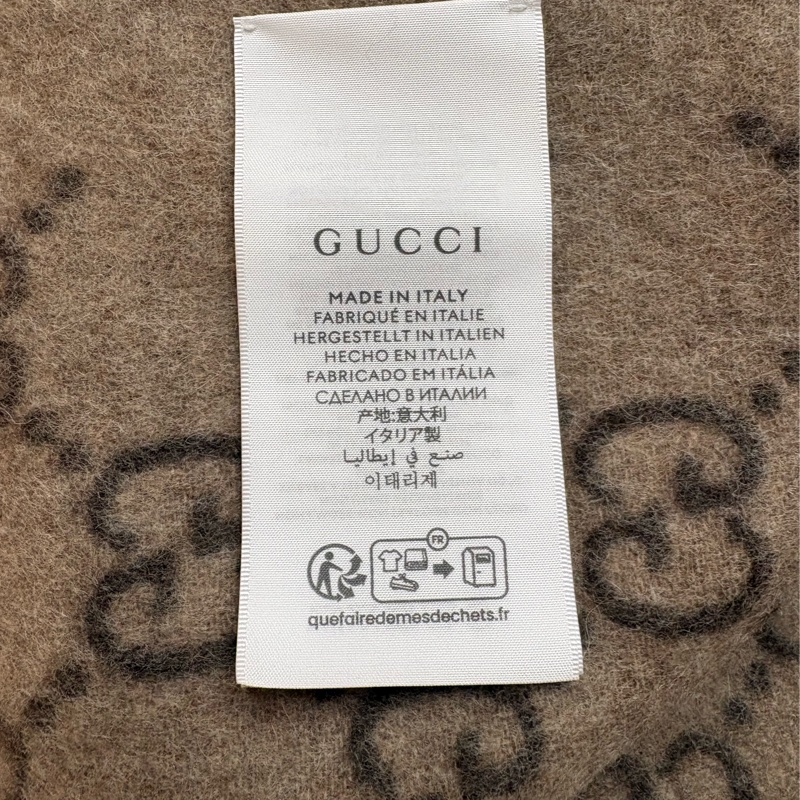 GUCCI
MADE IN ITALY
FABRIQUÉ EN ITALIE
HERGESTELLT IN ITALIEN
HECHO EN ITALIA
FABRICADO EM ITÁLIA
СДЕЛАНО В ИТАЛИИ
产地:意大利
イタリア製
صنع في إيطاليا
이태리제
FR
quefairedemesdechets.fr